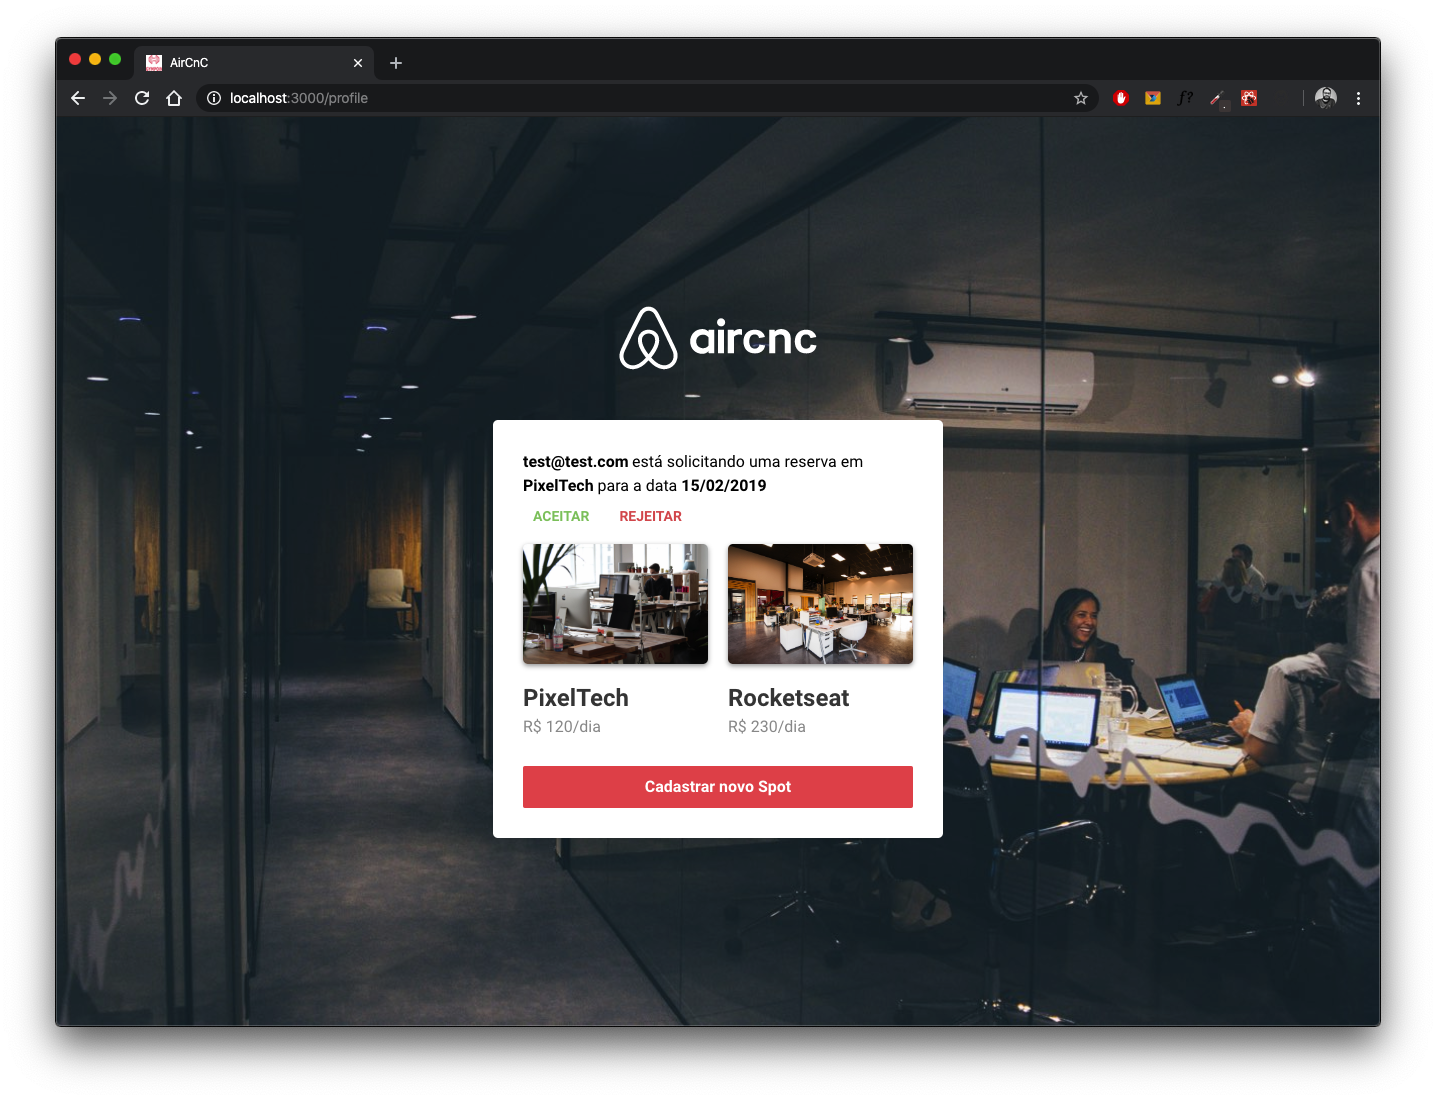 AirCnC
localhost:3000/profile
f?
aircnc
test@test.com está solicitando uma reserva em
PixelTech para a data 15/02/2019
ACEITAR REJEITAR
PixelTech Rocketseat
R$ 120/dia R$ 230/dia
Cadastrar novo Spot